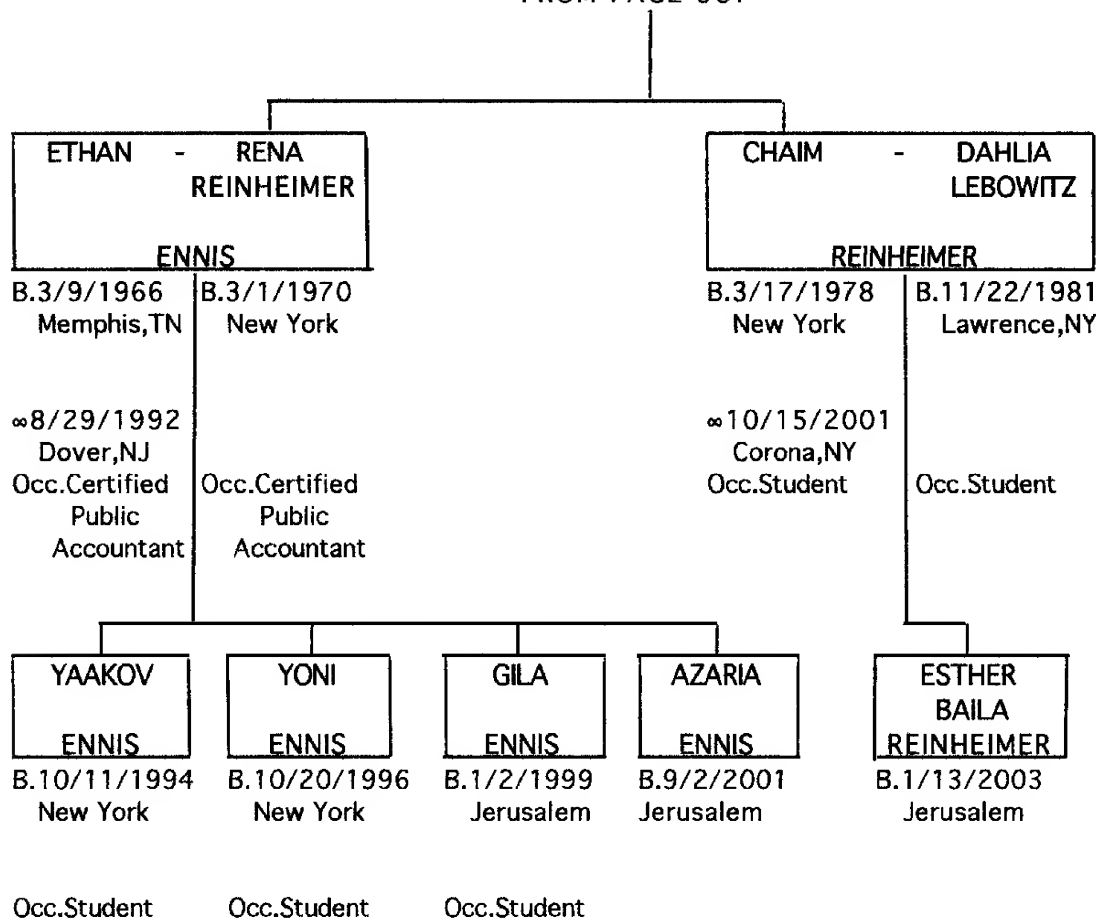 ETHAN - RENA
REINHEIMER
ENNIS
B.3/9/1966 B.3/1/1970
Memphis,TN New York
∞8/29/1992
Dover,NJ
Occ.Certified Occ.Certified
Public Public
Accountant Accountant
CHAIM - DAHLIA
LEBOWITZ
REINHEIMER
B.3/17/1978 B.11/22/1981
New York Lawrence,NY
∞10/15/2001
Corona,NY
Occ.Student Occ.Student
YAAKOV
ENNIS
B.10/11/1994
New York
Occ.Student
YONI
ENNIS
B.10/20/1996
New York
Occ.Student
GILA
ENNIS
B.1/2/1999
Jerusalem
Occ.Student
AZARIA
ENNIS
B.9/2/2001
Jerusalem
ESTHER
BAILA
REINHEIMER
B.1/13/2003
Jerusalem